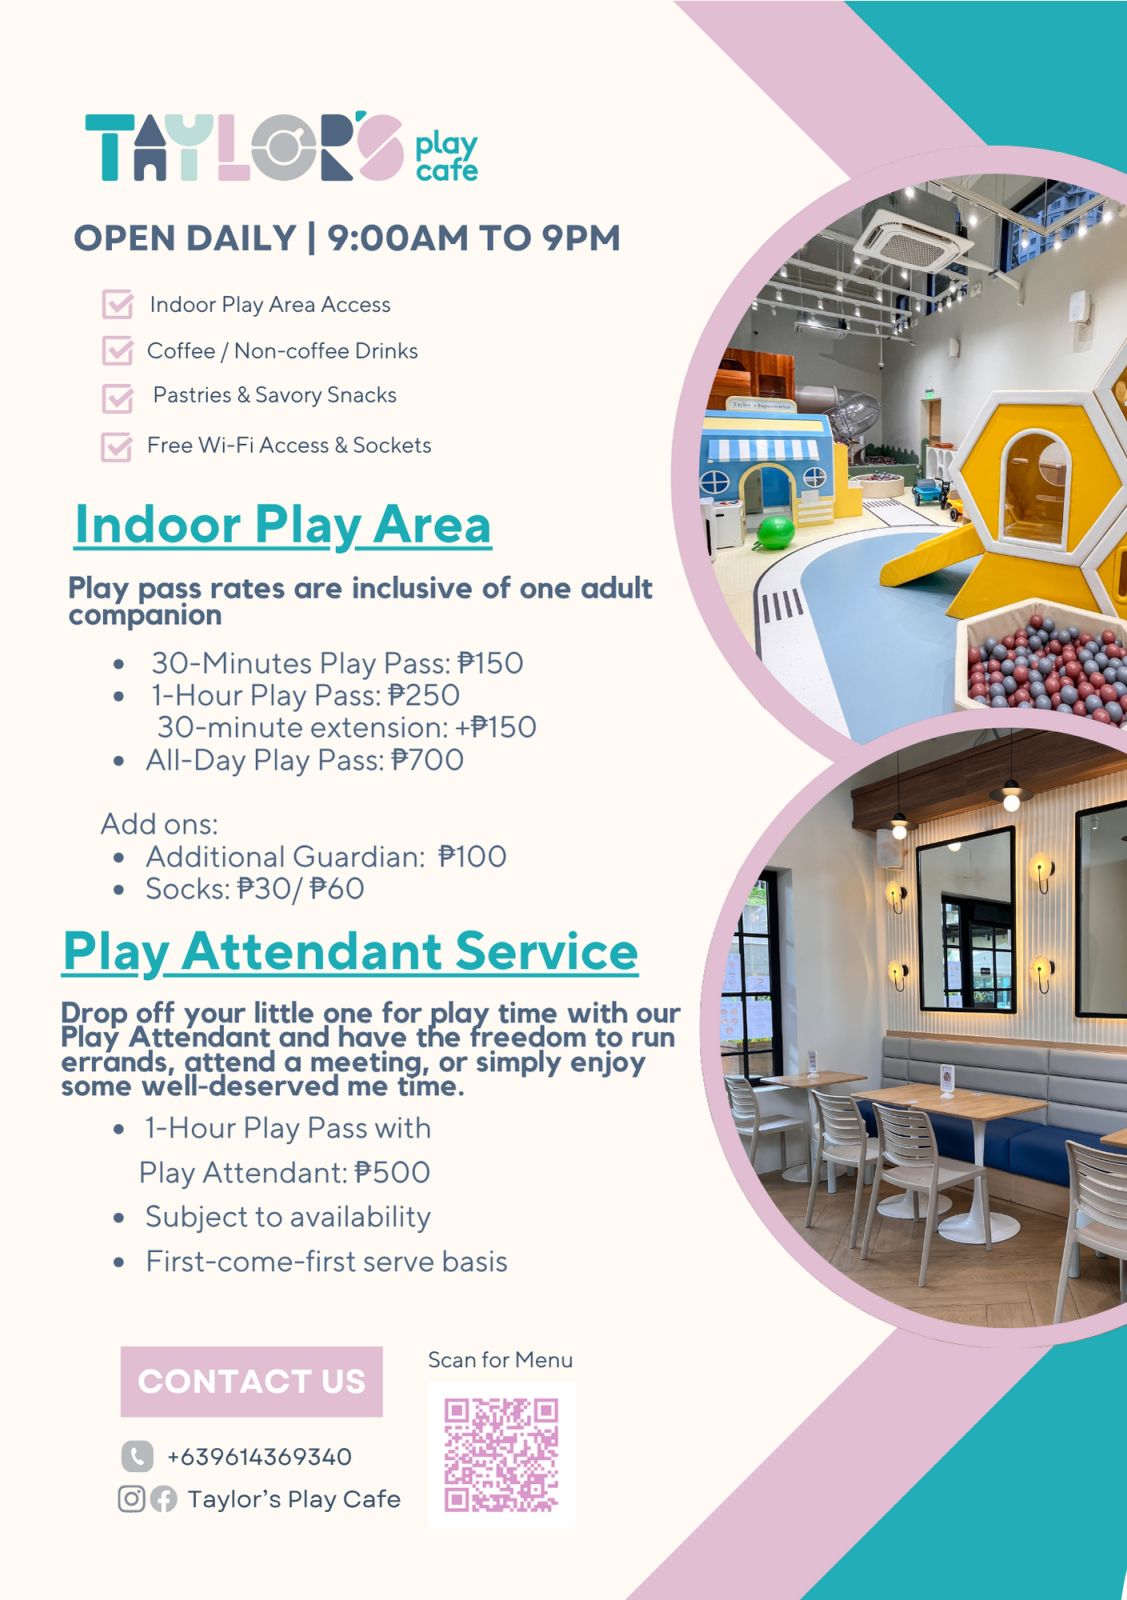 TAYLOR'S play cafe
OPEN DAILY | 9:00AM TO 9PM
Indoor Play Area Access
Coffee / Non-coffee Drinks
Pastries & Savory Snacks
Free Wi-Fi Access & Sockets
Indoor Play Area
Play pass rates are inclusive of one adult
companion
• 30-Minutes Play Pass: ₱150
• 1-Hour Play Pass: ₱250
30-minute extension: +₱150
• All-Day Play Pass: ₱700
Add ons:
• Additional Guardian: ₱100
• Socks: ₱30/ ₱60
Play Attendant Service
Drop off your little one for play time with our
Play Attendant and have the freedom to run
errands, attend a meeting, or simply enjoy
some well-deserved me time.
• 1-Hour Play Pass with
Play Attendant: ₱500
• Subject to availability
• First-come-first serve basis
CONTACT US
Scan for Menu
+639614369340
Taylor's Play Cafe
Taylor's Supermarket